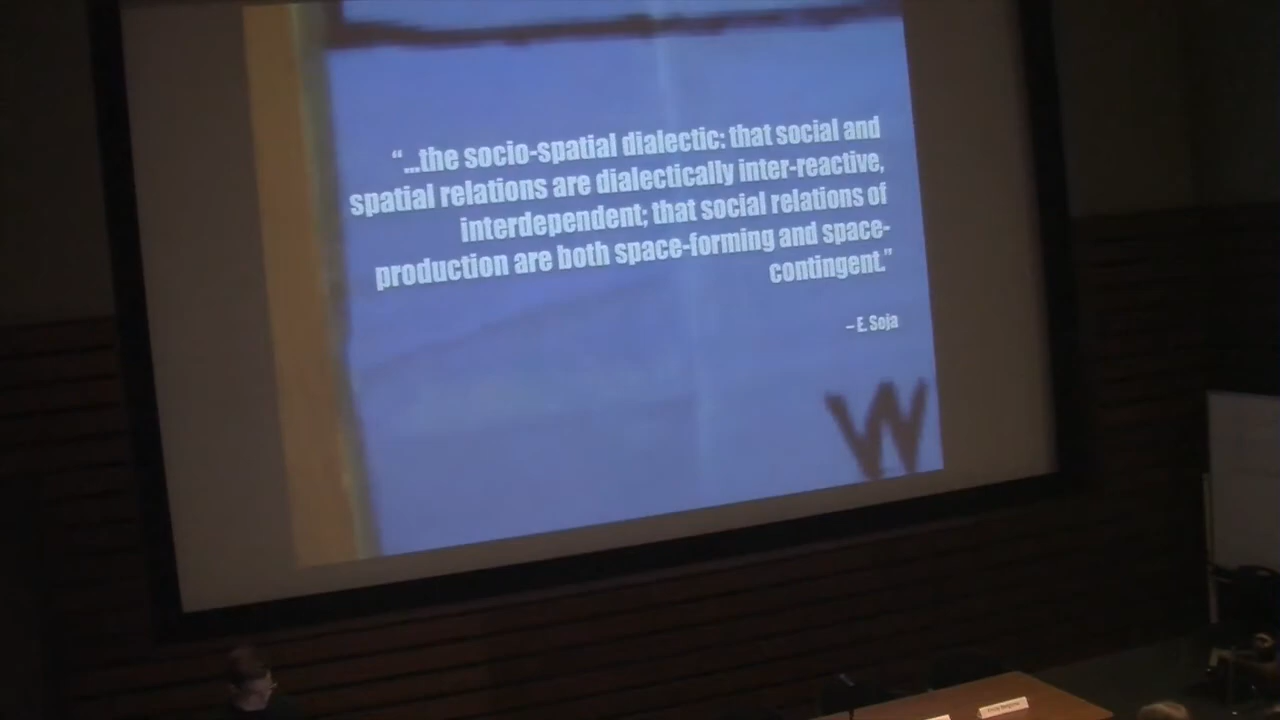 “...the socio-spatial dialectic: that social and
spatial relations are dialectically inter-reactive,
interdependent; that social relations of
production are both space-forming and space-
contingent.”
– E. Soja
W